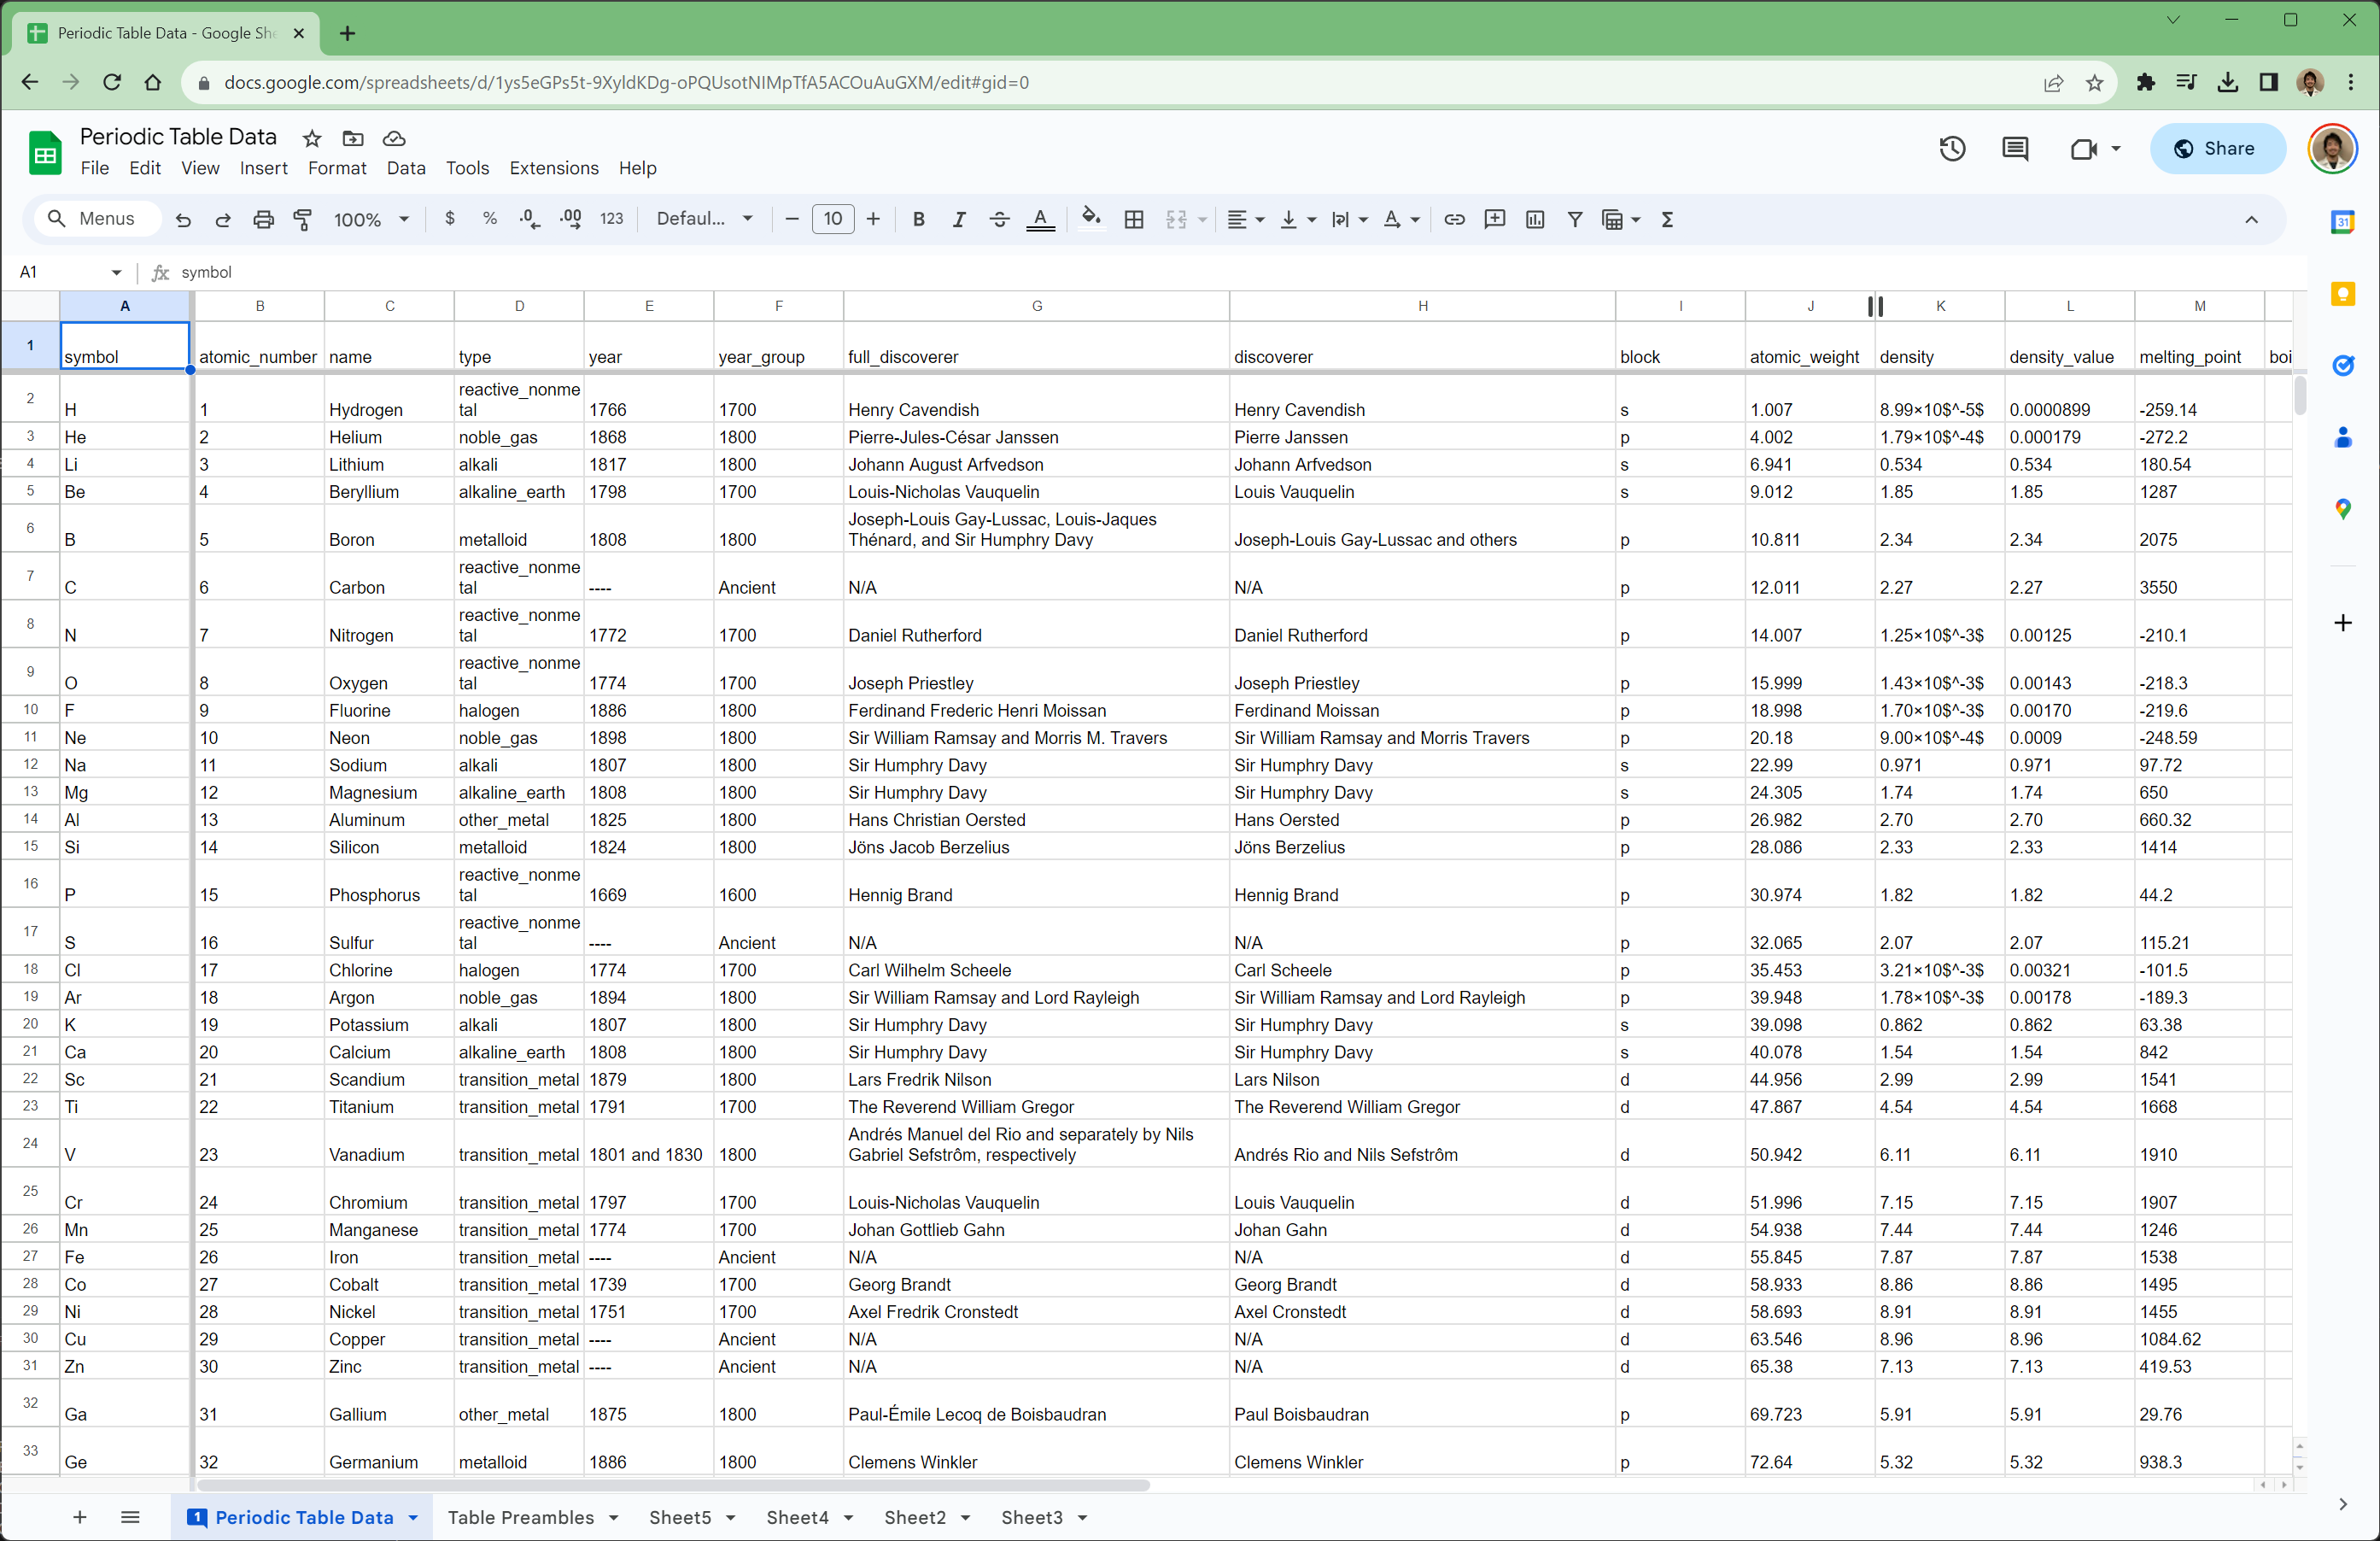 Periodic Table Data - Google She
docs.google.com/spreadsheets/d/1ys5eGPs5t-9XyldKDg-oPQUsotNIMpTfA5ACOuAuGXM/edit#gid=0
Periodic Table Data
File Edit View Insert Format Data Tools Extensions Help
Share
Menus 100% $ % .0 .00 123 Defaul... 10 B I A Σ
31
A1 fx symbol
A B C D E F G H I J K L M
1 symbol atomic_number name type year year_group full_discoverer discoverer block atomic_weight density density_value melting_point boi
2 H 1 Hydrogen reactive_nonmetal 1766 1700 Henry Cavendish Henry Cavendish s 1.007 8.99×10$^-5$ 0.0000899 -259.14
3 He 2 Helium noble_gas 1868 1800 Pierre-Jules-César Janssen Pierre Janssen p 4.002 1.79×10$^-4$ 0.000179 -272.2
4 Li 3 Lithium alkali 1817 1800 Johann August Arfvedson Johann Arfvedson s 6.941 0.534 0.534 180.54
5 Be 4 Beryllium alkaline_earth 1798 1700 Louis-Nicholas Vauquelin Louis Vauquelin s 9.012 1.85 1.85 1287
6 B 5 Boron metalloid 1808 1800 Joseph-Louis Gay-Lussac, Louis-Jaques Thénard, and Sir Humphry Davy Joseph-Louis Gay-Lussac and others p 10.811 2.34 2.34 2075
7 C 6 Carbon reactive_nonmetal ---- Ancient N/A N/A p 12.011 2.27 2.27 3550
8 N 7 Nitrogen reactive_nonmetal 1772 1700 Daniel Rutherford Daniel Rutherford p 14.007 1.25×10$^-3$ 0.00125 -210.1
9 O 8 Oxygen reactive_nonmetal 1774 1700 Joseph Priestley Joseph Priestley p 15.999 1.43×10$^-3$ 0.00143 -218.3
10 F 9 Fluorine halogen 1886 1800 Ferdinand Frederic Henri Moissan Ferdinand Moissan p 18.998 1.70×10$^-3$ 0.00170 -219.6
11 Ne 10 Neon noble_gas 1898 1800 Sir William Ramsay and Morris M. Travers Sir William Ramsay and Morris Travers p 20.18 9.00×10$^-4$ 0.0009 -248.59
12 Na 11 Sodium alkali 1807 1800 Sir Humphry Davy Sir Humphry Davy s 22.99 0.971 0.971 97.72
13 Mg 12 Magnesium alkaline_earth 1808 1800 Sir Humphry Davy Sir Humphry Davy s 24.305 1.74 1.74 650
14 Al 13 Aluminum other_metal 1825 1800 Hans Christian Oersted Hans Oersted p 26.982 2.70 2.70 660.32
15 Si 14 Silicon metalloid 1824 1800 Jöns Jacob Berzelius Jöns Berzelius p 28.086 2.33 2.33 1414
16 P 15 Phosphorus reactive_nonmetal 1669 1600 Hennig Brand Hennig Brand p 30.974 1.82 1.82 44.2
17 S 16 Sulfur reactive_nonmetal ---- Ancient N/A N/A p 32.065 2.07 2.07 115.21
18 Cl 17 Chlorine halogen 1774 1700 Carl Wilhelm Scheele Carl Scheele p 35.453 3.21×10$^-3$ 0.00321 -101.5
19 Ar 18 Argon noble_gas 1894 1800 Sir William Ramsay and Lord Rayleigh Sir William Ramsay and Lord Rayleigh p 39.948 1.78×10$^-3$ 0.00178 -189.3
20 K 19 Potassium alkali 1807 1800 Sir Humphry Davy Sir Humphry Davy s 39.098 0.862 0.862 63.38
21 Ca 20 Calcium alkaline_earth 1808 1800 Sir Humphry Davy Sir Humphry Davy s 40.078 1.54 1.54 842
22 Sc 21 Scandium transition_metal 1879 1800 Lars Fredrik Nilson Lars Nilson d 44.956 2.99 2.99 1541
23 Ti 22 Titanium transition_metal 1791 1700 The Reverend William Gregor The Reverend William Gregor d 47.867 4.54 4.54 1668
24 V 23 Vanadium transition_metal 1801 and 1830 1800 Andrés Manuel del Rio and separately by Nils Gabriel Sefstrôm, respectively Andrés Rio and Nils Sefstrôm d 50.942 6.11 6.11 1910
25 Cr 24 Chromium transition_metal 1797 1700 Louis-Nicholas Vauquelin Louis Vauquelin d 51.996 7.15 7.15 1907
26 Mn 25 Manganese transition_metal 1774 1700 Johan Gottlieb Gahn Johan Gahn d 54.938 7.44 7.44 1246
27 Fe 26 Iron transition_metal ---- Ancient N/A N/A d 55.845 7.87 7.87 1538
28 Co 27 Cobalt transition_metal 1739 1700 Georg Brandt Georg Brandt d 58.933 8.86 8.86 1495
29 Ni 28 Nickel transition_metal 1751 1700 Axel Fredrik Cronstedt Axel Cronstedt d 58.693 8.91 8.91 1455
30 Cu 29 Copper transition_metal ---- Ancient N/A N/A d 63.546 8.96 8.96 1084.62
31 Zn 30 Zinc transition_metal ---- Ancient N/A N/A d 65.38 7.13 7.13 419.53
32 Ga 31 Gallium other_metal 1875 1800 Paul-Émile Lecoq de Boisbaudran Paul Boisbaudran p 69.723 5.91 5.91 29.76
33 Ge 32 Germanium metalloid 1886 1800 Clemens Winkler Clemens Winkler p 72.64 5.32 5.32 938.3
1 Periodic Table Data Table Preambles Sheet5 Sheet4 Sheet2 Sheet3